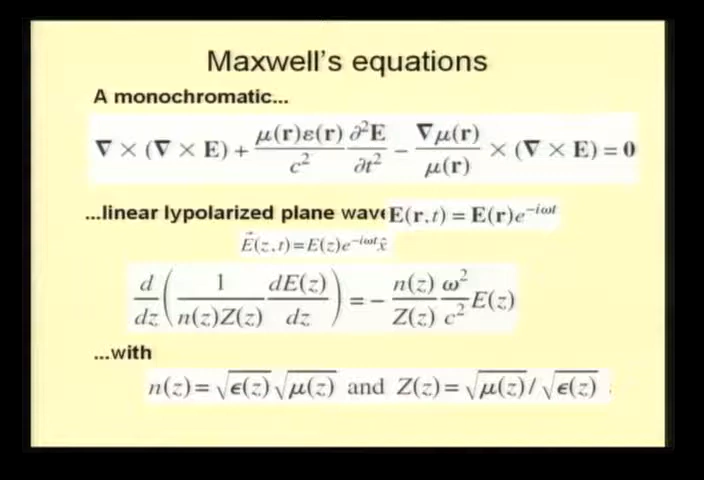 Maxwell's equations
A monochromatic...
∇ × (∇ × E) + μ(r)ε(r)/c² ∂²E/∂t² − ∇μ(r)/μ(r) × (∇ × E) = 0
...linear lypolarized plane wave E(r,t) = E(r)e^{-iωt}
E⃗(z,t)=E(z)e^{-iωt}x̂
d/dz ( 1/n(z)Z(z) dE(z)/dz ) = − n(z)/Z(z) ω²/c² E(z)
...with
n(z)= √ϵ(z) √μ(z) and Z(z)= √μ(z) / √ϵ(z) .